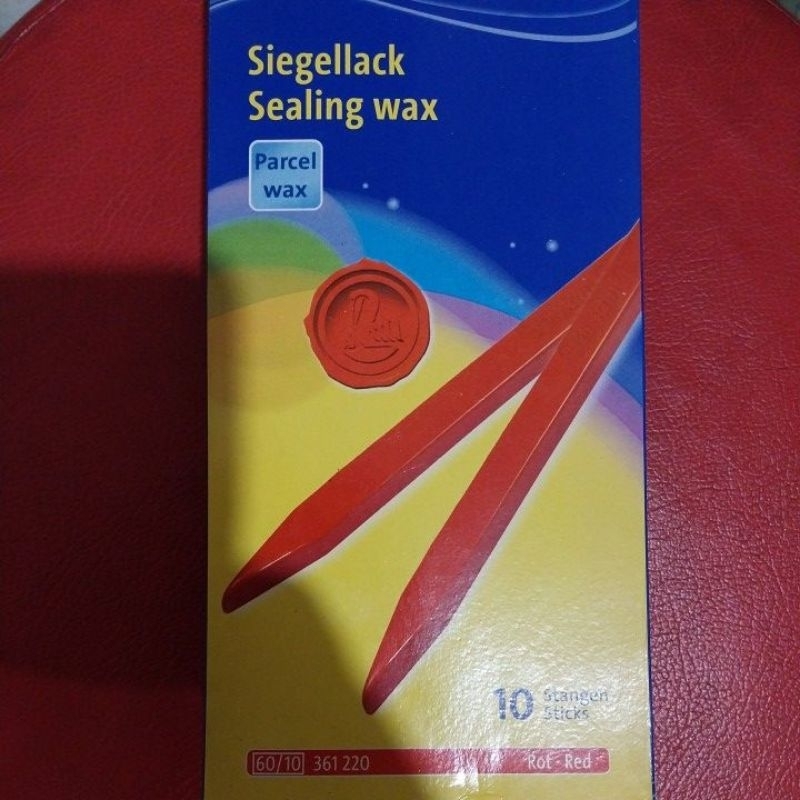 Siegellack
Sealing wax
Parcel
wax
10 Stangen
Sticks
60/10 361 220 Rot - Red